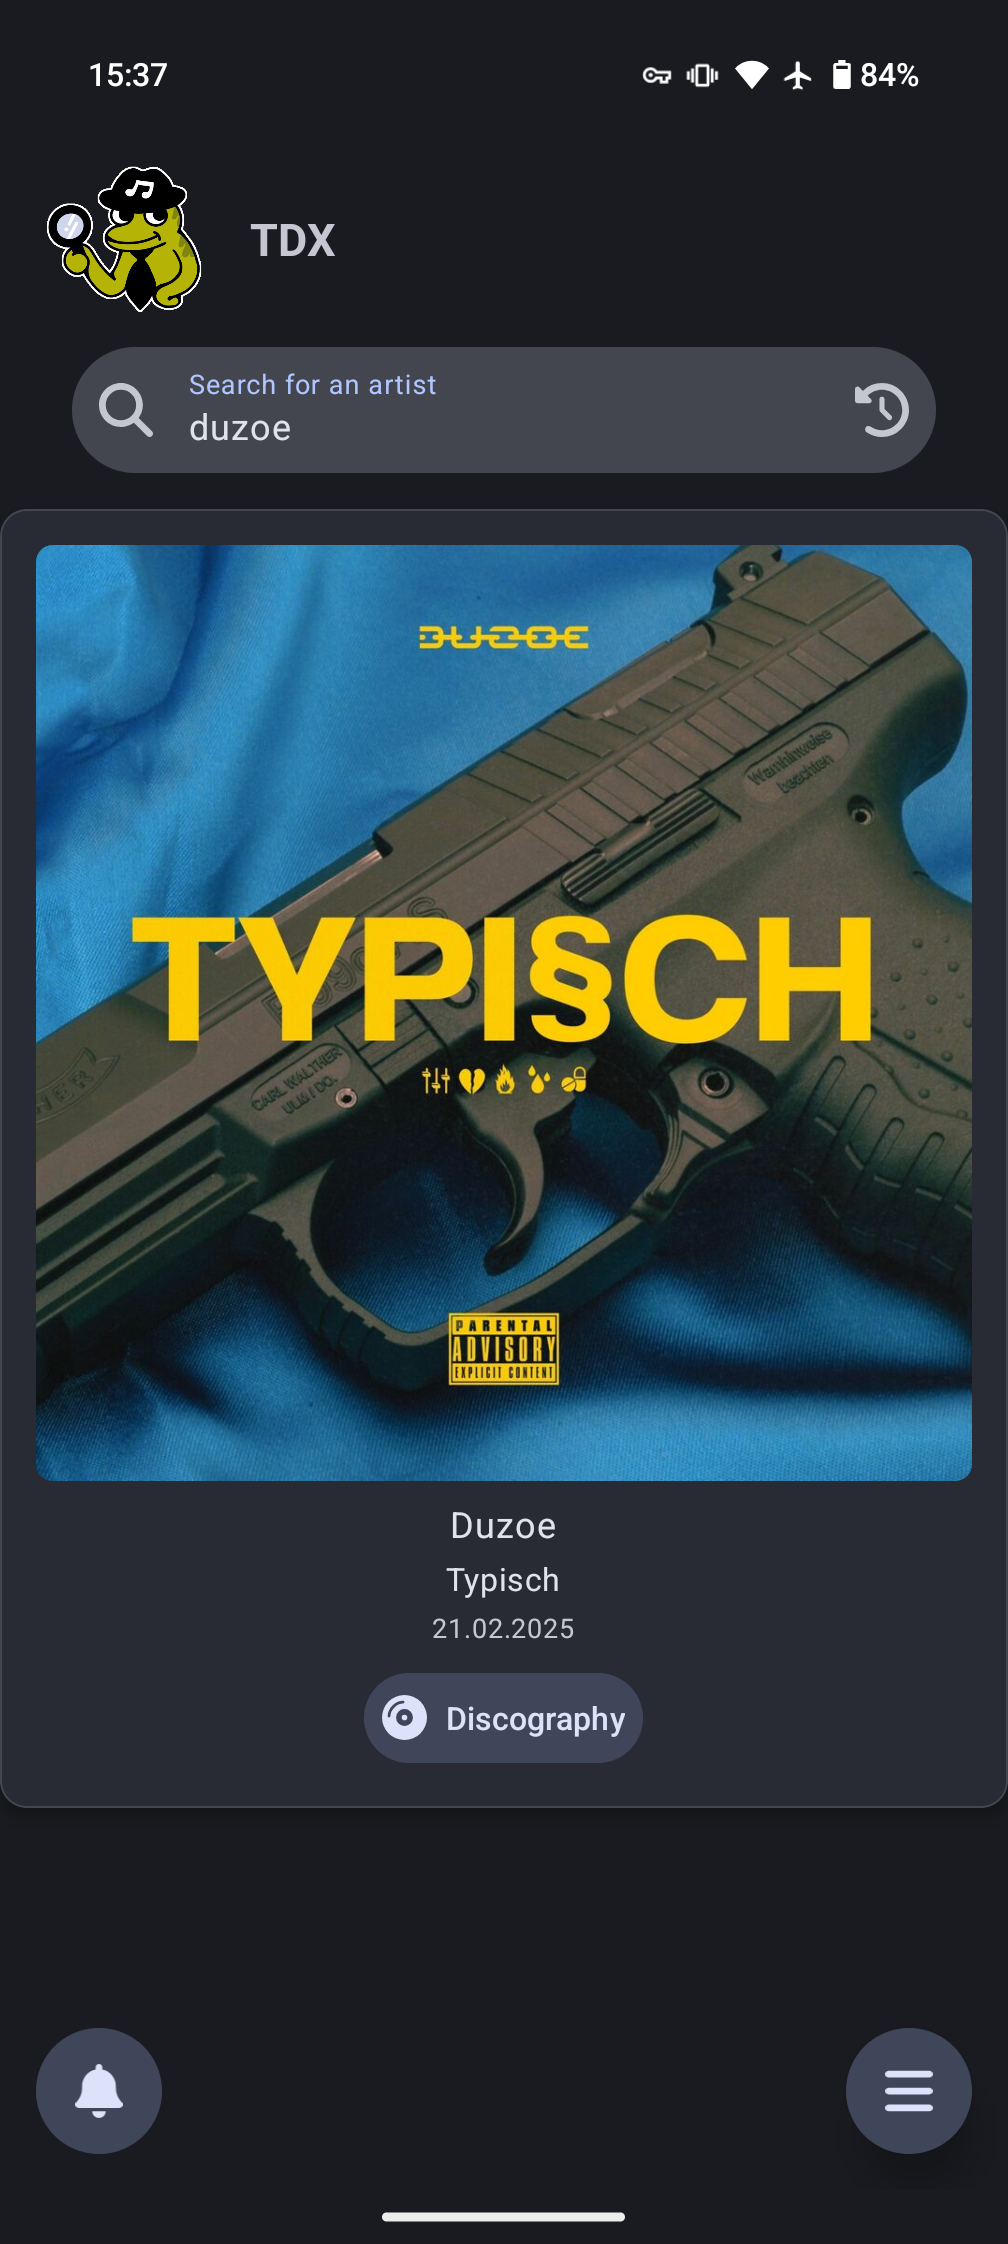 15:37
84%
TDX
Search for an artist
duzoe
DUZOE
Warnhinweise
beachten
TYPI§CH
CARL WALTHER
ULM / DO.
PARENTAL
ADVISORY
EXPLICIT CONTENT
Duzoe
Typisch
21.02.2025
Discography